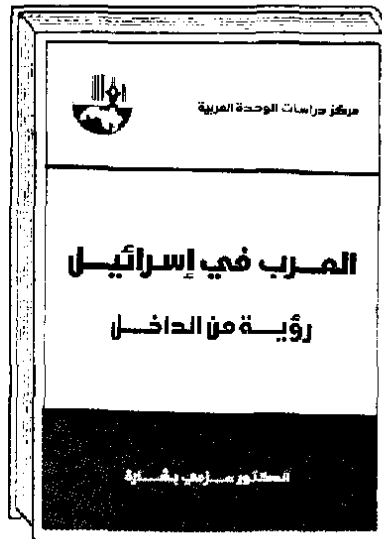 مركز دراسات الوحدة العربية
العرب في إسرائيل
رؤية من الداخل
الدكتور عزمي بشارة